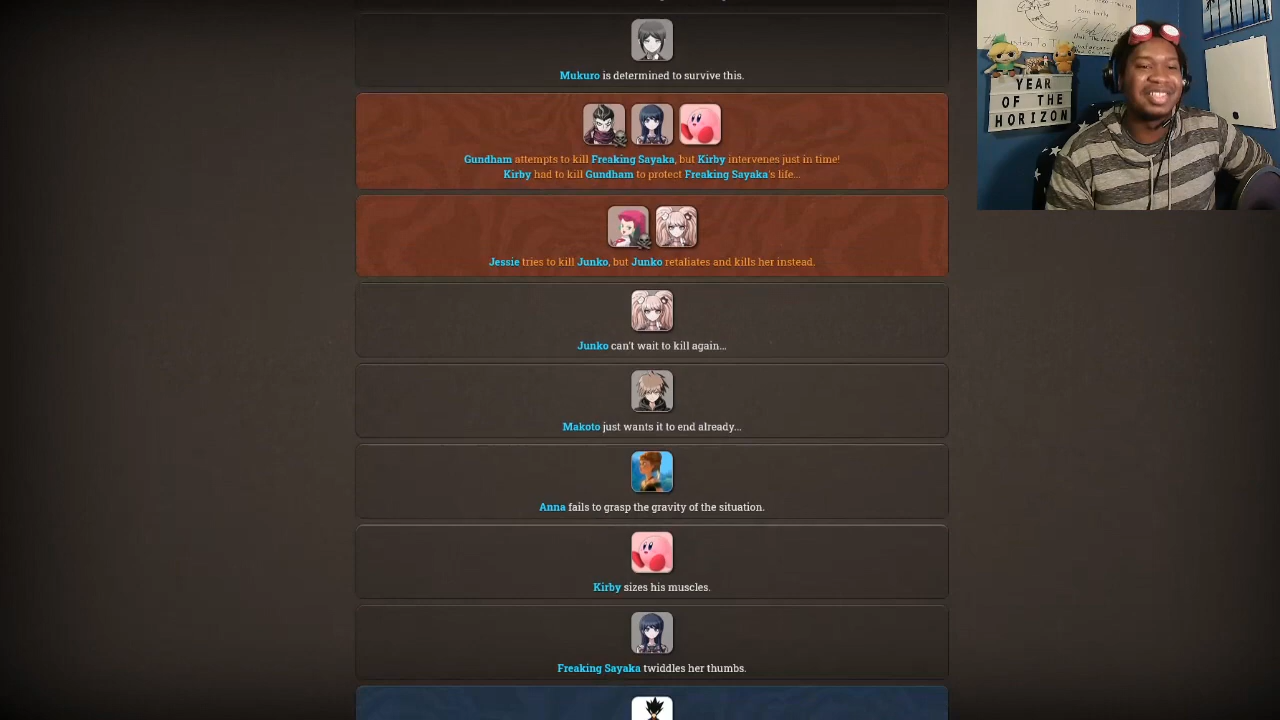 Mukuro is determined to survive this.
Gundham attempts to kill Freaking Sayaka, but Kirby intervenes just in time!
Kirby had to kill Gundham to protect Freaking Sayaka's life...
Jessie tries to kill Junko, but Junko retaliates and kills her instead.
Junko can't wait to kill again...
Makoto just wants it to end already...
Anna fails to grasp the gravity of the situation.
Kirby sizes his muscles.
Freaking Sayaka twiddles her thumbs.
YEAR
OF THE
HORIZON